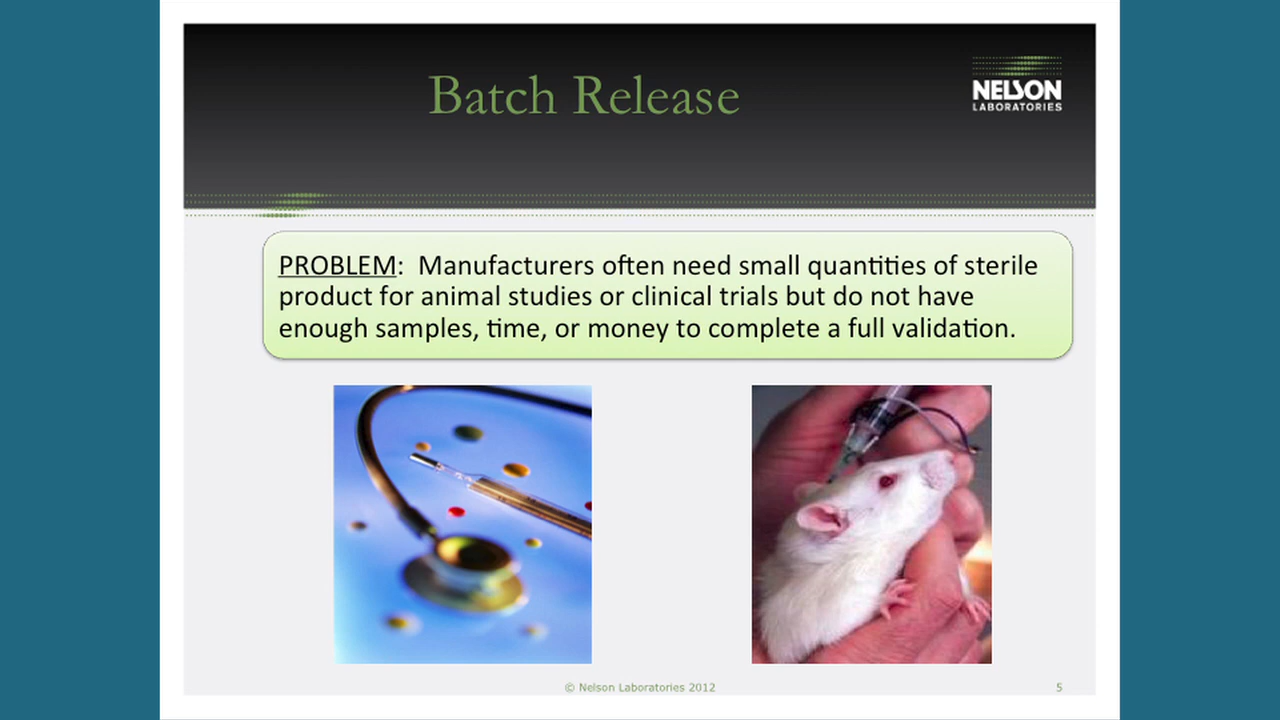 Batch Release
NELSON
LABORATORIES
PROBLEM: Manufacturers often need small quantities of sterile
product for animal studies or clinical trials but do not have
enough samples, time, or money to complete a full validation.
© Nelson Laboratories 2012
5